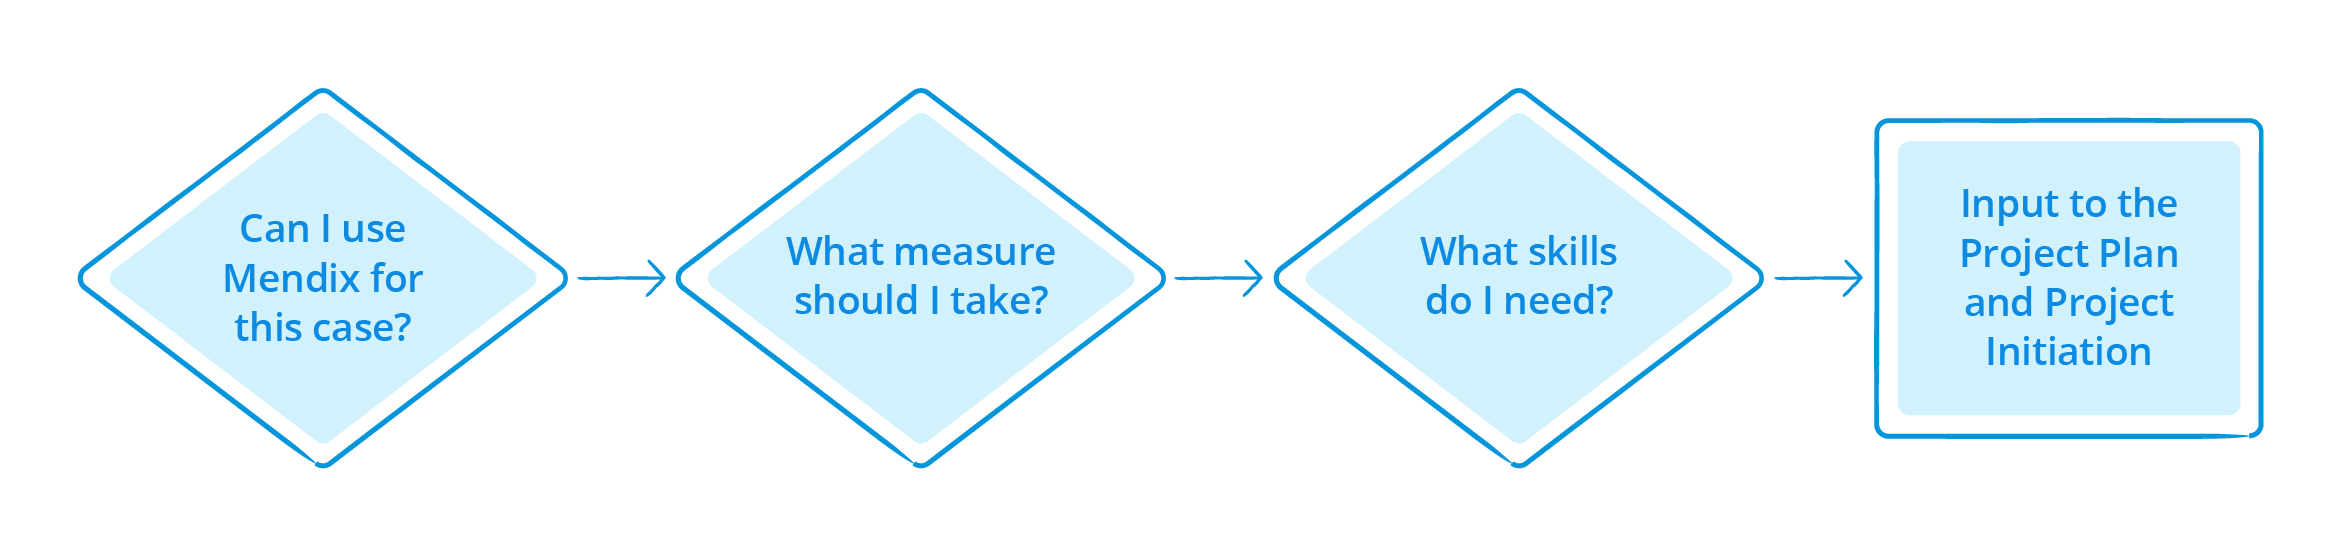 Can I use
Mendix for
this case?
What measure
should I take?
What skills
do I need?
Input to the
Project Plan
and Project
Initiation